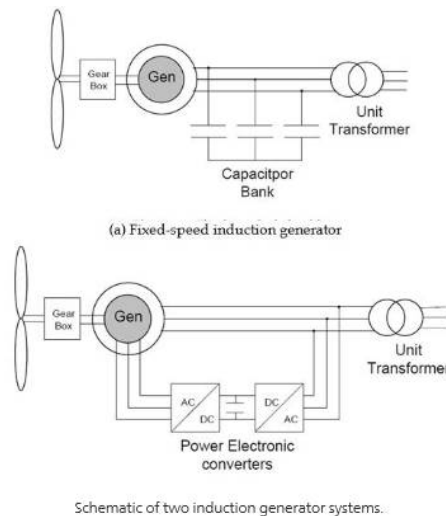 Gear
Box
Gen
Unit
Transformer
Capacitpor
Bank
(a) Fixed-speed induction generator
Gear
Box
Gen
Unit
Transformer
AC
DC
DC
AC
Power Electronic
converters
Schematic of two induction generator systems.